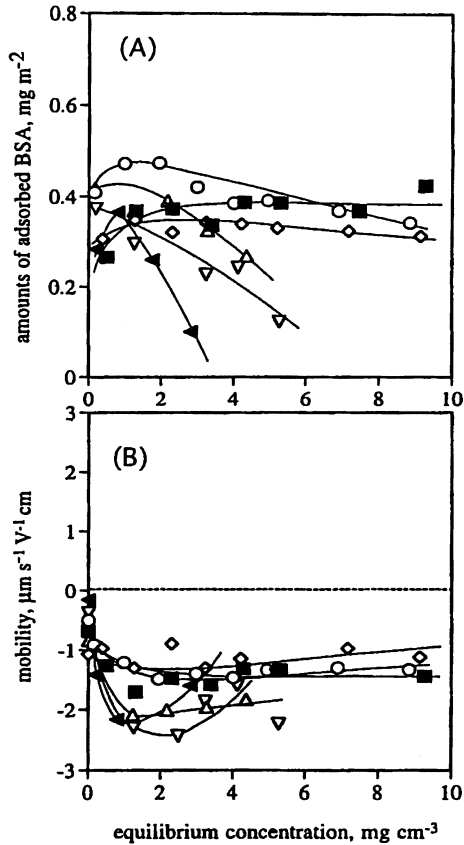 (A)
amounts of adsorbed BSA, mg m-2
0.8
0.6
0.4
0.2
0
0 2 4 6 8 10
(B)
mobility, µm s-1 V-1 cm
3
2
1
0
-1
-2
-3
0 2 4 6 8 10
equilibrium concentration, mg cm-3